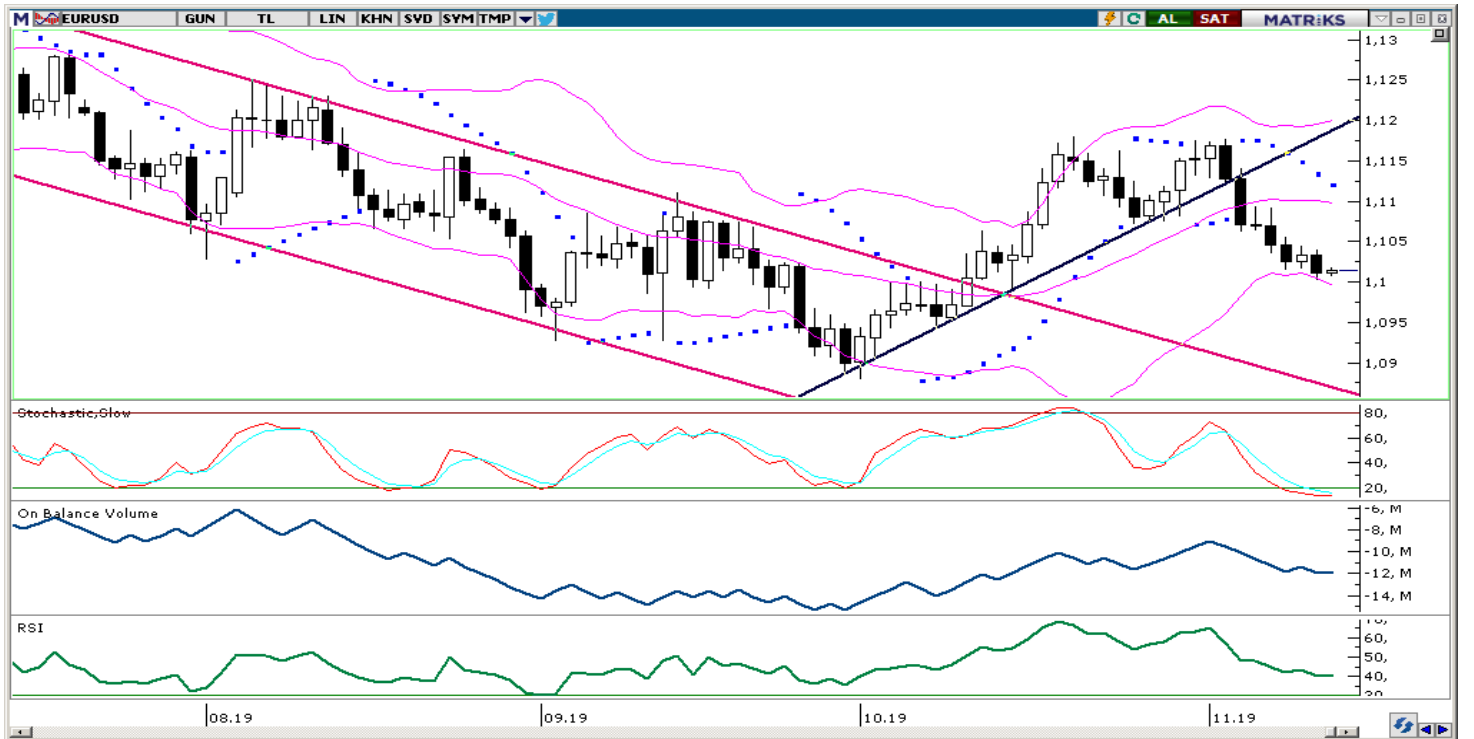 M EURUSD GUN TL LIN KHN SVD SYM TMP AL SAT MATRiKS
1,13
1,125
1,12
1,115
1,11
1,105
1,1
1,095
1,09
Stochastic,Slow
80,
60,
40,
20,
On Balance Volume
-6, M
-8, M
-10, M
-12, M
-14, M
RSI
70,
60,
50,
40,
30
08.19 09.19 10.19 11.19